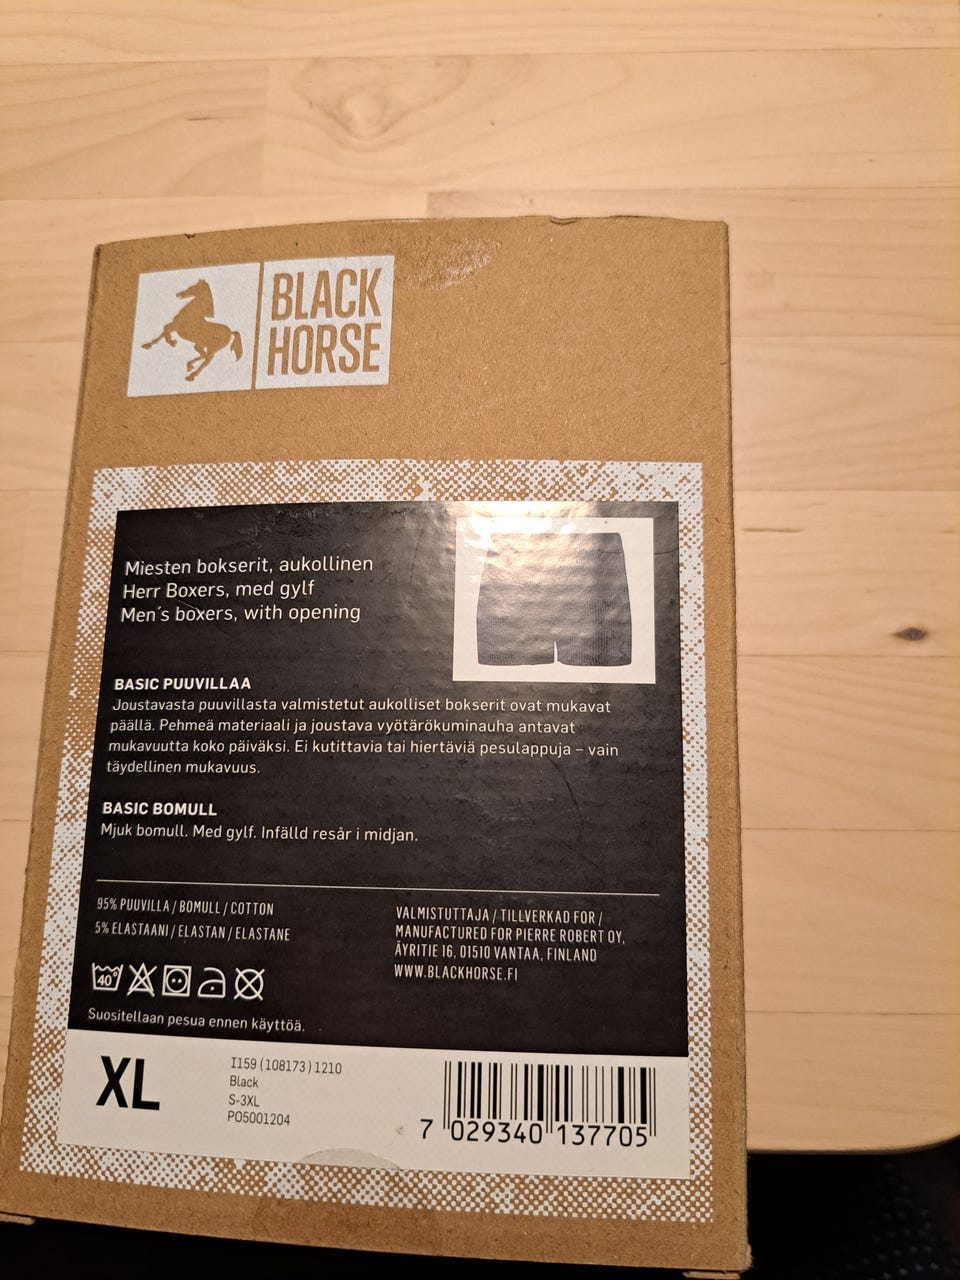 BLACK
HORSE
Miesten bokserit, aukollinen
Herr Boxers, med gylf
Men´s boxers, with opening
BASIC PUUVILLAA
Joustavasta puuvillasta valmistetut aukolliset bokserit ovat mukavat
päällä. Pehmeä materiaali ja joustava vyötärökuminauha antavat
mukavuutta koko päiväksi. Ei kutittavia tai hiertäviä pesulappuja – vain
täydellinen mukavuus.
BASIC BOMULL
Mjuk bomull. Med gylf. Infälld resår i midjan.
95% PUUVILLA / BOMULL / COTTON
5% ELASTAANI / ELASTAN / ELASTANE
VALMISTUTTAJA / TILLVERKAD FOR /
MANUFACTURED FOR PIERRE ROBERT OY,
ÄYRITIE 16, 01510 VANTAA, FINLAND
WWW.BLACKHORSE.FI
40°
Suositellaan pesua ennen käyttöä.
XL
I159 (108173) 1210
Black
S-3XL
PO5001204
7 029340 137705